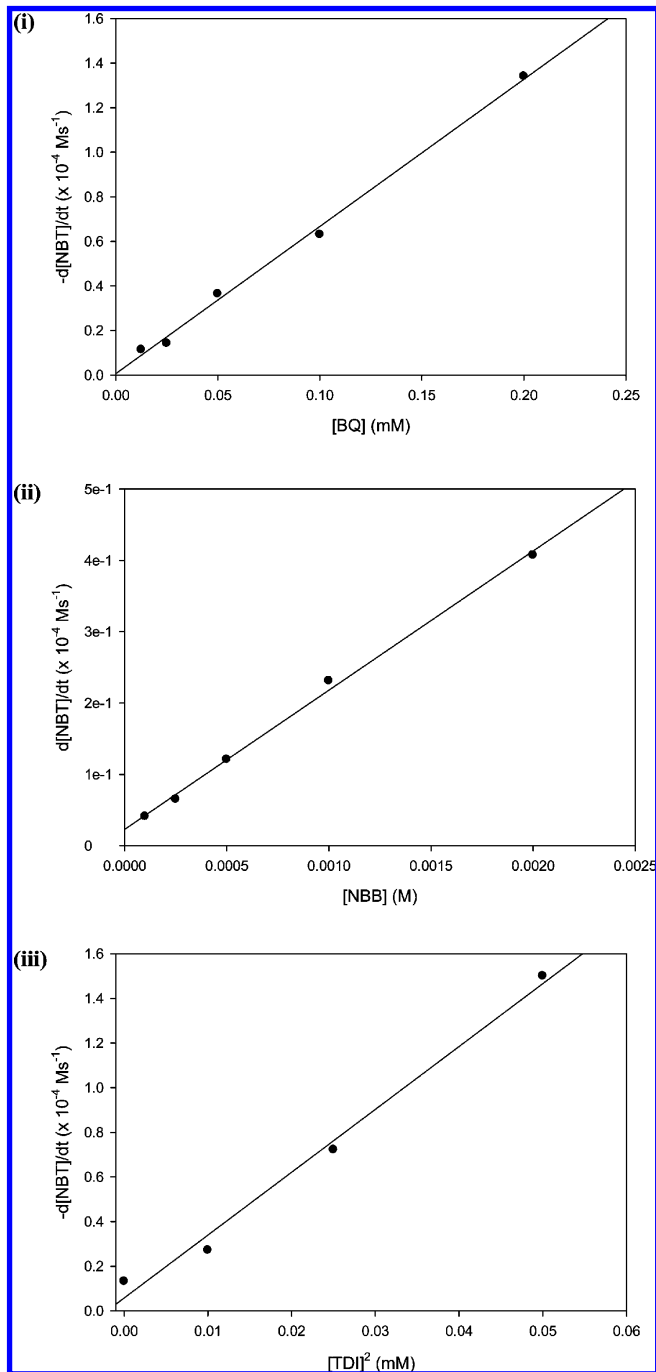 (i)
1.6
1.4
1.2
1.0
0.8
0.6
0.4
0.2
0.0
-d[NBT]/dt (x 10⁻⁴ Ms⁻¹)
0.00 0.05 0.10 0.15 0.20 0.25
[BQ] (mM)
(ii)
5e-1
4e-1
3e-1
2e-1
1e-1
0
d[NBT]/dt (x 10⁻⁴ Ms⁻¹)
0.0000 0.0005 0.0010 0.0015 0.0020 0.0025
[NBB] (M)
(iii)
1.6
1.4
1.2
1.0
0.8
0.6
0.4
0.2
0.0
-d[NBT]/dt (x 10⁻⁴ Ms⁻¹)
0.00 0.01 0.02 0.03 0.04 0.05 0.06
[TDI]² (mM)